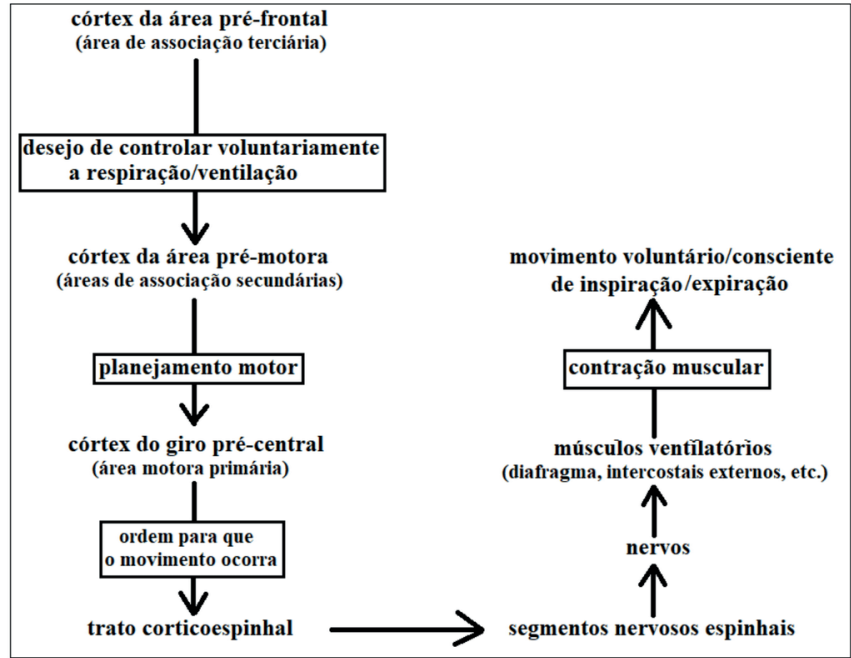 córtex da área pré-frontal
(área de associação terciária)
desejo de controlar voluntariamente
a respiração/ventilação
córtex da área pré-motora
(áreas de associação secundárias)
planejamento motor
córtex do giro pré-central
(área motora primária)
ordem para que
o movimento ocorra
trato corticoespinhal
segmentos nervosos espinhais
nervos
músculos ventilatórios
(diafragma, intercostais externos, etc.)
contração muscular
movimento voluntário/consciente
de inspiração/expiração